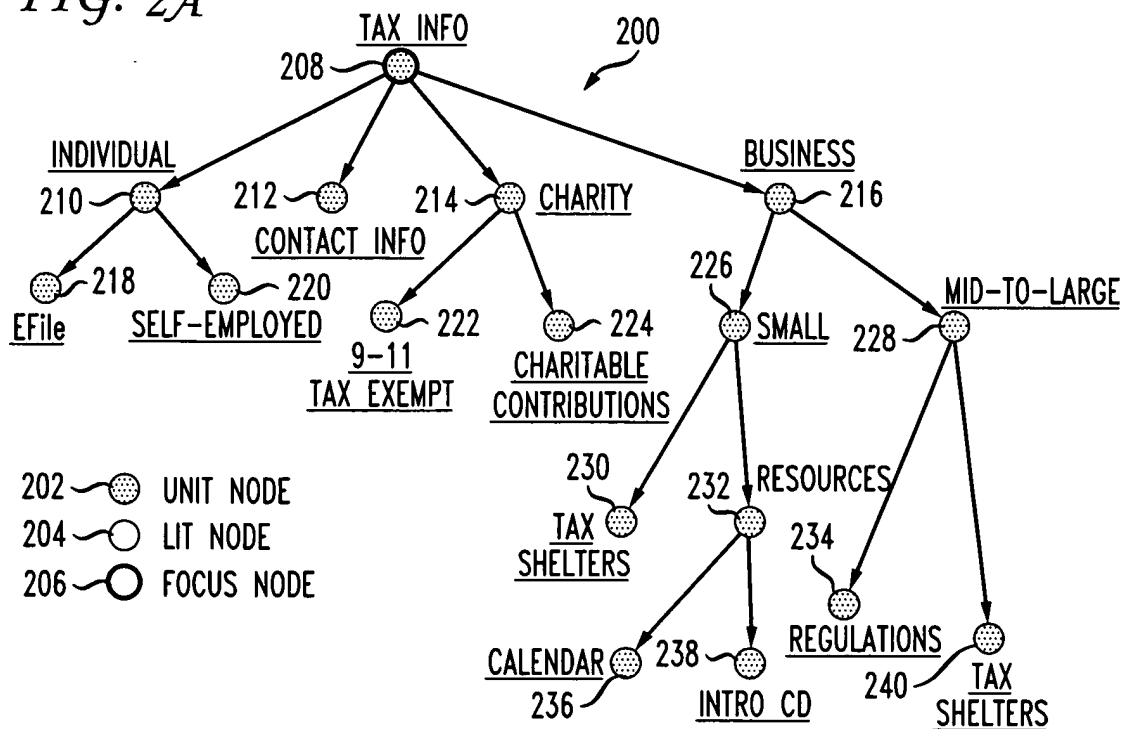 FIG. 2A
TAX INFO
200
208
INDIVIDUAL
BUSINESS
210
212
214
CHARITY
216
CONTACT INFO
218
220
226
EFile
SELF-EMPLOYED
222
224
SMALL
228
MID-TO-LARGE
9-11
TAX EXEMPT
CHARITABLE
CONTRIBUTIONS
202 UNIT NODE
204 LIT NODE
206 FOCUS NODE
230
232
RESOURCES
TAX
SHELTERS
234
REGULATIONS
CALENDAR
236
238
INTRO CD
240
TAX
SHELTERS